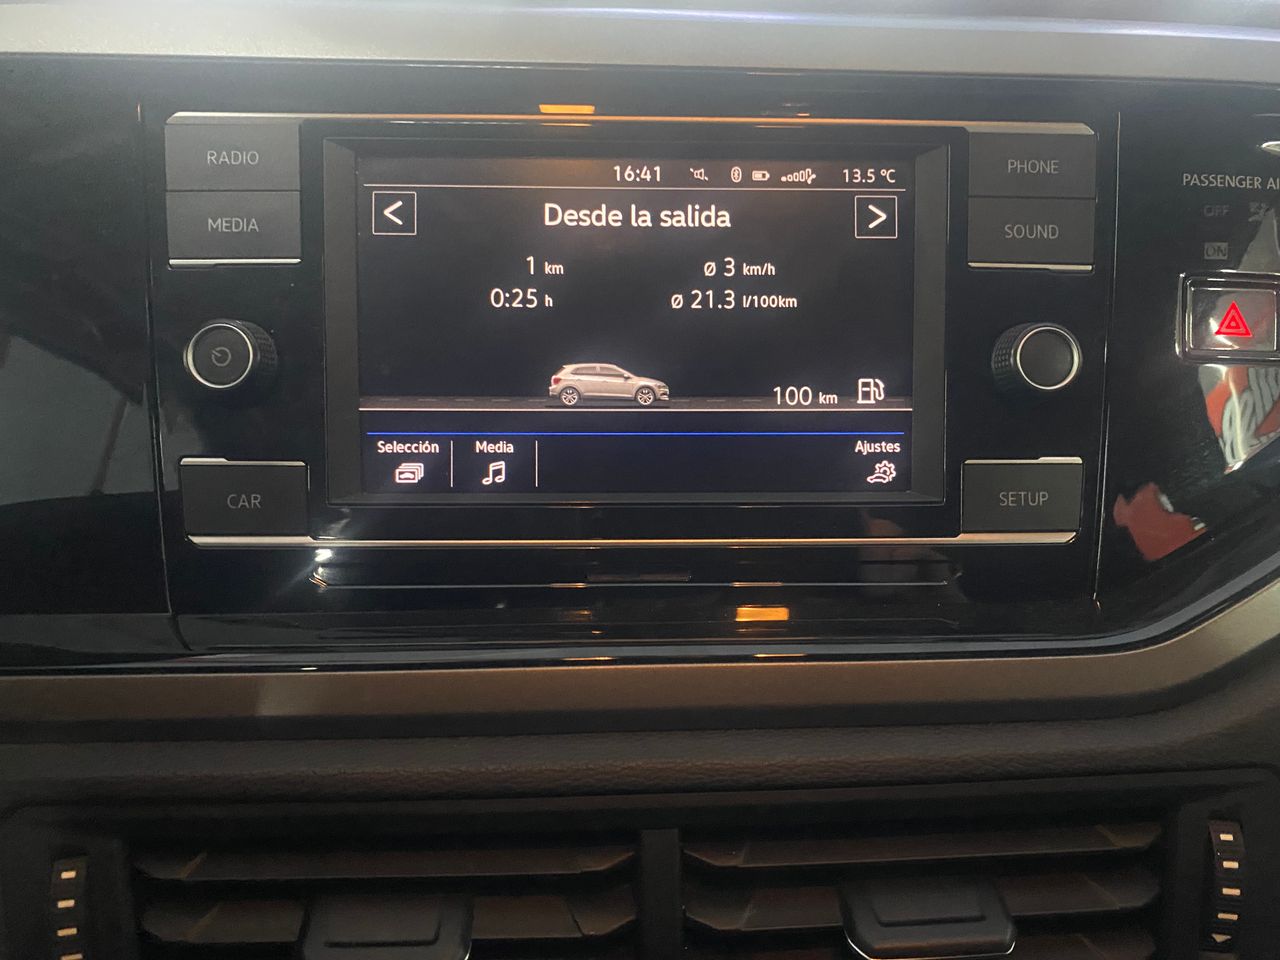 RADIO
MEDIA
CAR
16:41
13.5 °C
<
Desde la salida
>
1 km
Ø 3 km/h
0:25 h
Ø 21.3 l/100km
100 km
Selección
Media
Ajustes
PHONE
SOUND
SETUP
PASSENGER AI
OFF
ON